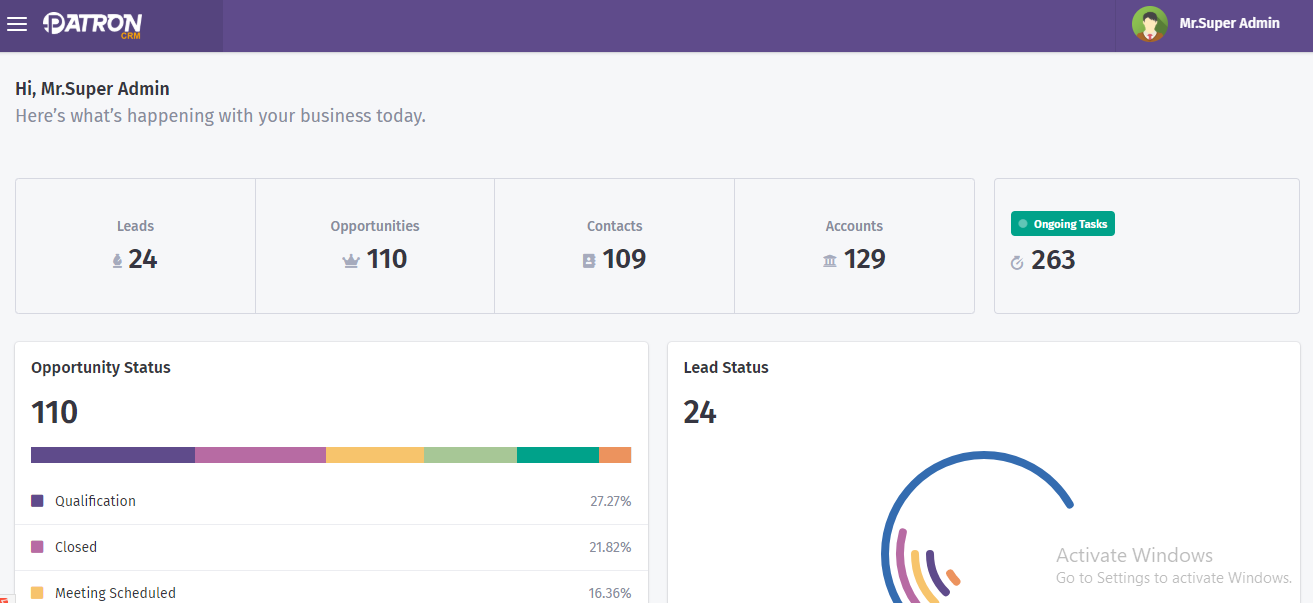 PATRON
CRM
Mr.Super Admin
Hi, Mr.Super Admin
Here’s what’s happening with your business today.
Leads
24
Opportunities
110
Contacts
109
Accounts
129
Ongoing Tasks
263
Opportunity Status
110
Qualification 27.27%
Closed 21.82%
Meeting Scheduled 16.36%
Lead Status
24
Activate Windows
Go to Settings to activate Windows.